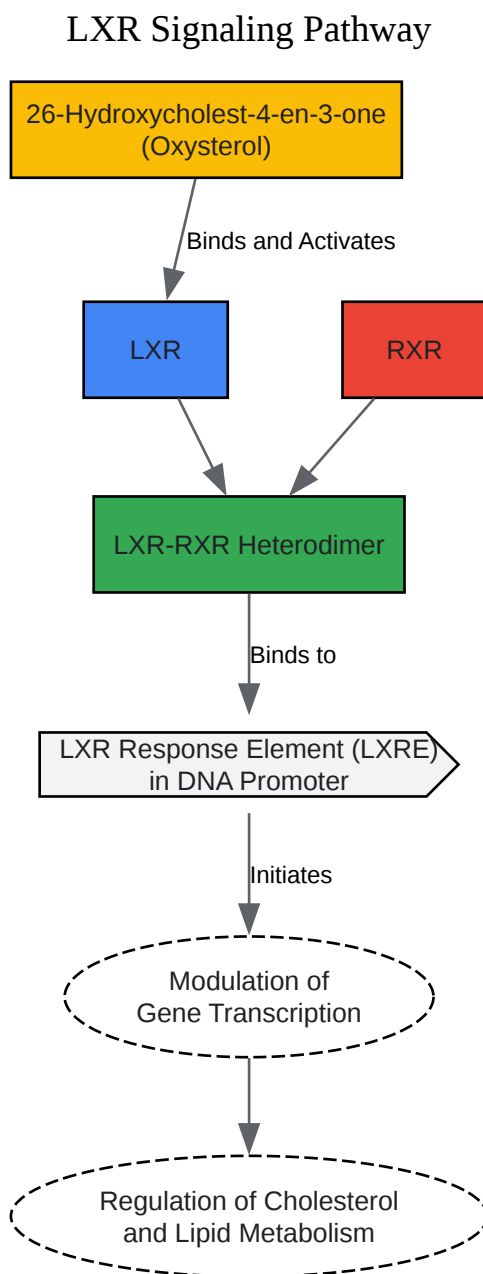 LXR Signaling Pathway
26-Hydroxycholest-4-en-3-one
(Oxysterol)
Binds and Activates
LXR
RXR
LXR-RXR Heterodimer
Binds to
LXR Response Element (LXRE)
in DNA Promoter
Initiates
Modulation of
Gene Transcription
Regulation of Cholesterol
and Lipid Metabolism